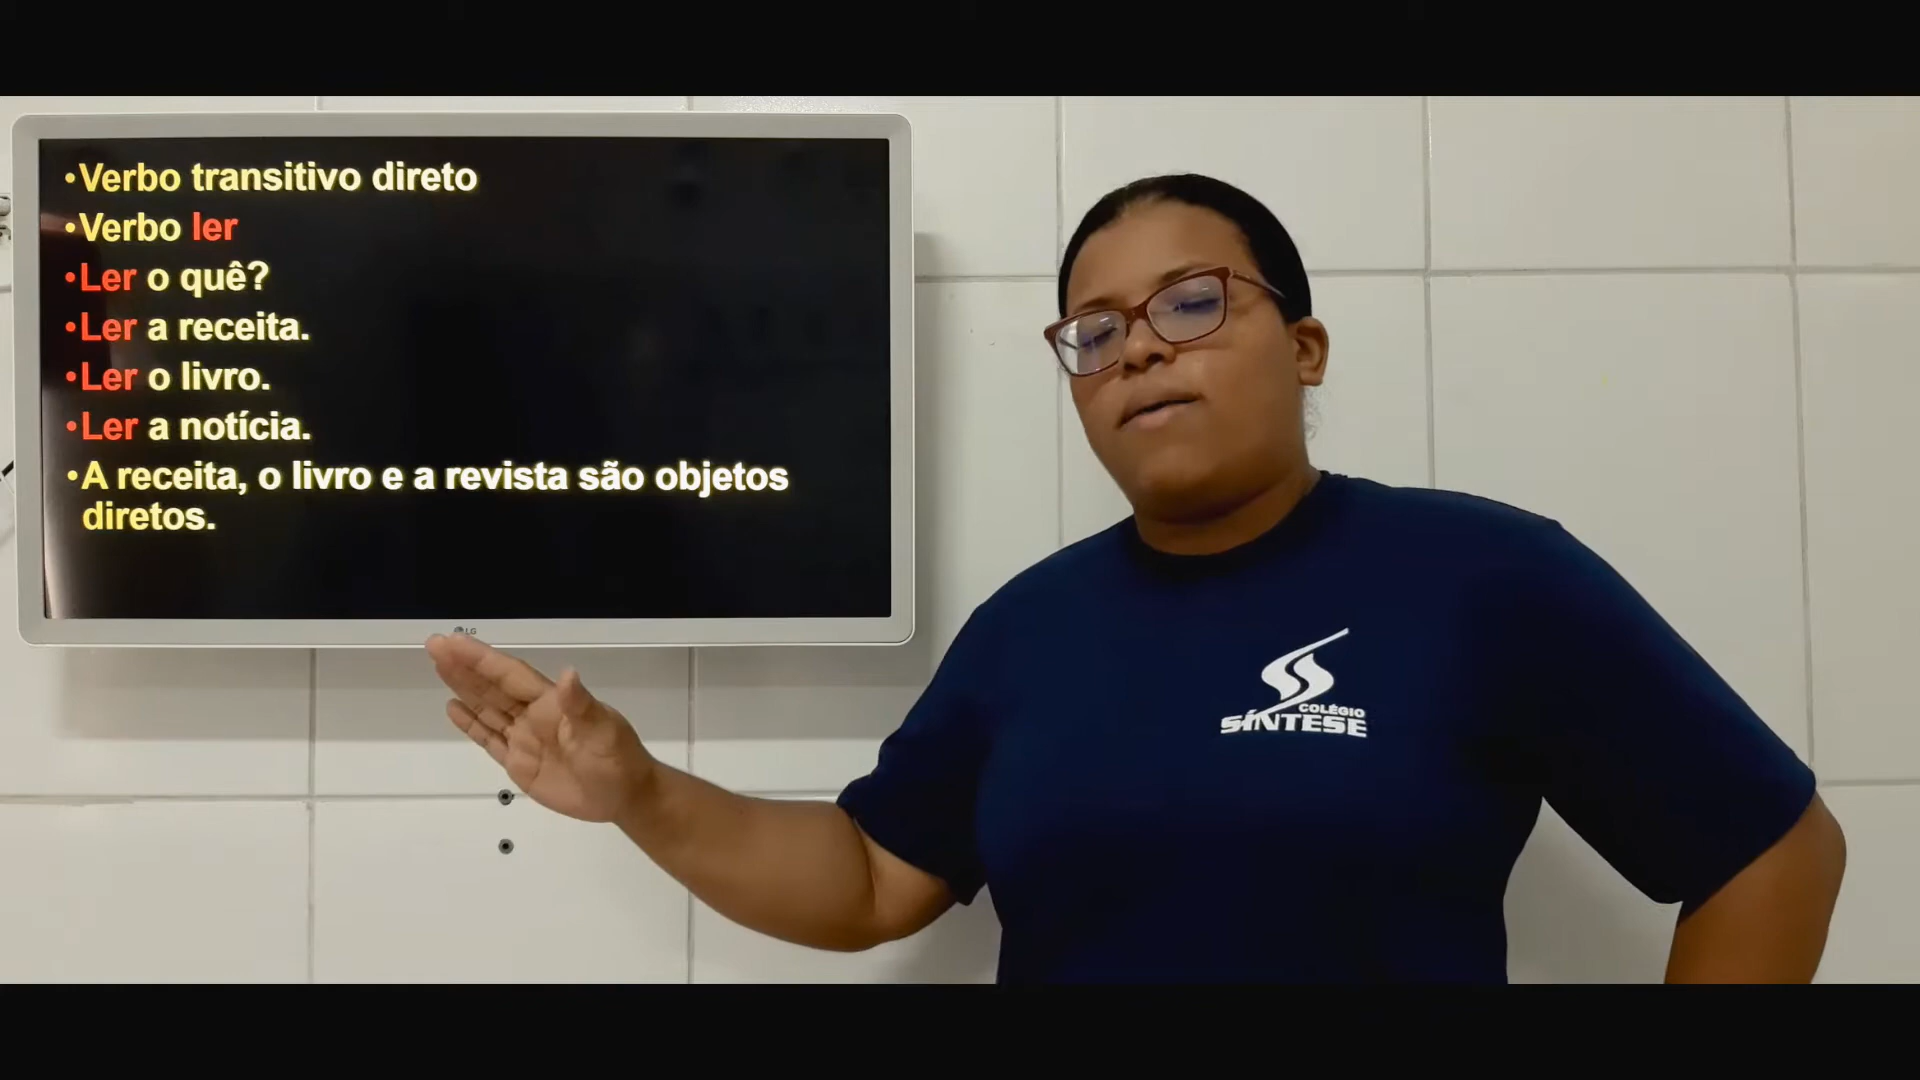 •Verbo transitivo direto
•Verbo ler
•Ler o quê?
•Ler a receita.
•Ler o livro.
•Ler a notícia.
•A receita, o livro e a revista são objetos
diretos.
LG
COLÉGIO
SÍNTESE